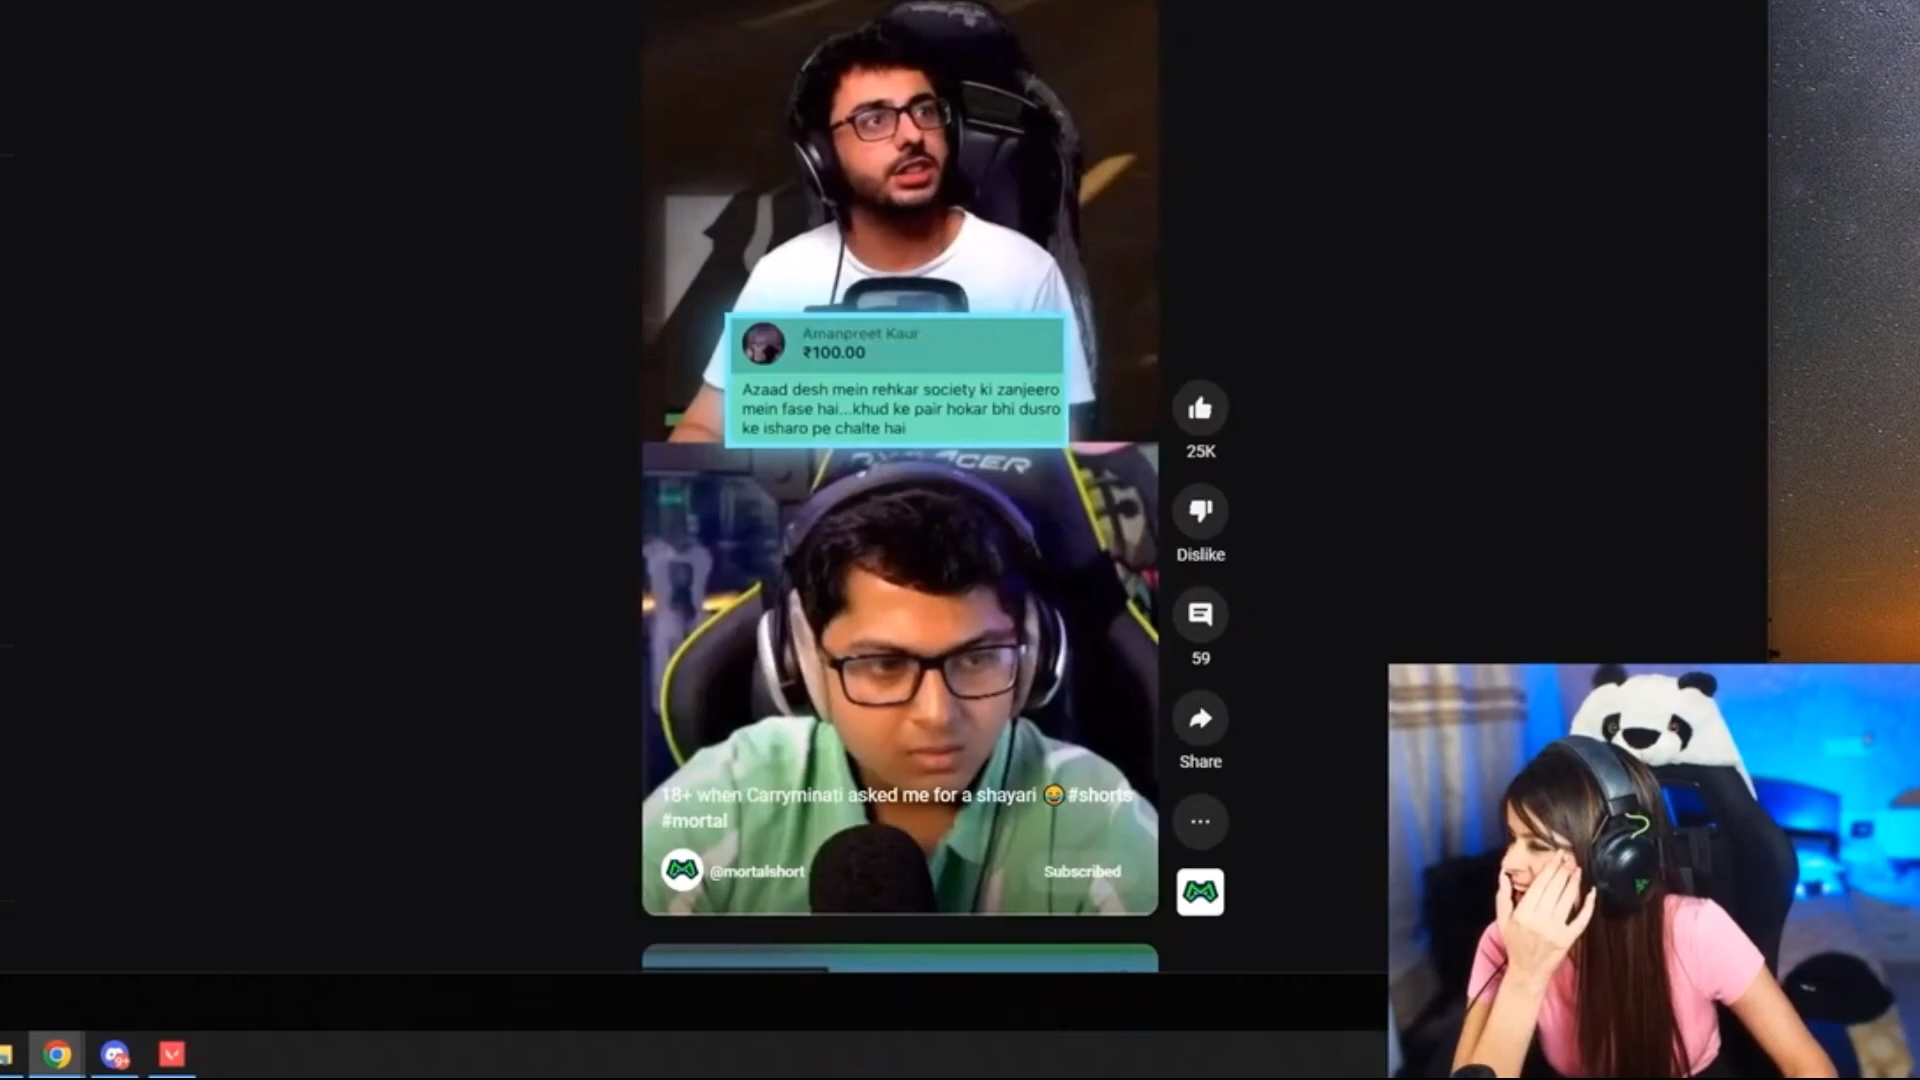 Amanpreet Kaur
₹100.00
Azaad desh mein rehkar society ki zanjeero
mein fase hai...khud ke pair hokar bhi dusro
ke isharo pe chalte hai
25K
Dislike
59
Share
18+ when Carryminati asked me for a shayari 😂 #shorts
#mortal
@mortalshort
Subscribed
9+